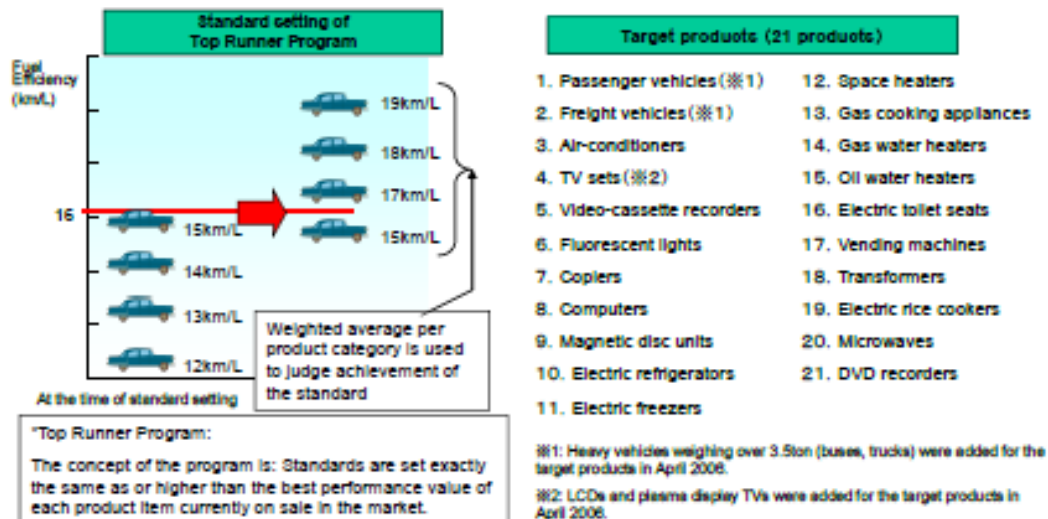 Standard setting of
Top Runner Program
Fuel
Efficiency
(km/L)
19km/L
18km/L
17km/L
16
15km/L
15km/L
14km/L
13km/L
12km/L
Weighted average per
product category is used
to judge achievement of
the standard
At the time of standard setting
"Top Runner Program:
The concept of the program is: Standards are set exactly
the same as or higher than the best performance value of
each product item currently on sale in the market.
Target products (21 products)
1. Passenger vehicles(※1)
2. Freight vehicles(※1)
3. Air-conditioners
4. TV sets(※2)
5. Video-cassette recorders
6. Fluorescent lights
7. Copiers
8. Computers
9. Magnetic disc units
10. Electric refrigerators
11. Electric freezers
12. Space heaters
13. Gas cooking appliances
14. Gas water heaters
15. Oil water heaters
16. Electric toilet seats
17. Vending machines
18. Transformers
19. Electric rice cookers
20. Microwaves
21. DVD recorders
※1: Heavy vehicles weighing over 3.5ton (buses, trucks) were added for the
target products in April 2006.
※2: LCDs and plasma display TVs were added for the target products in
April 2006.